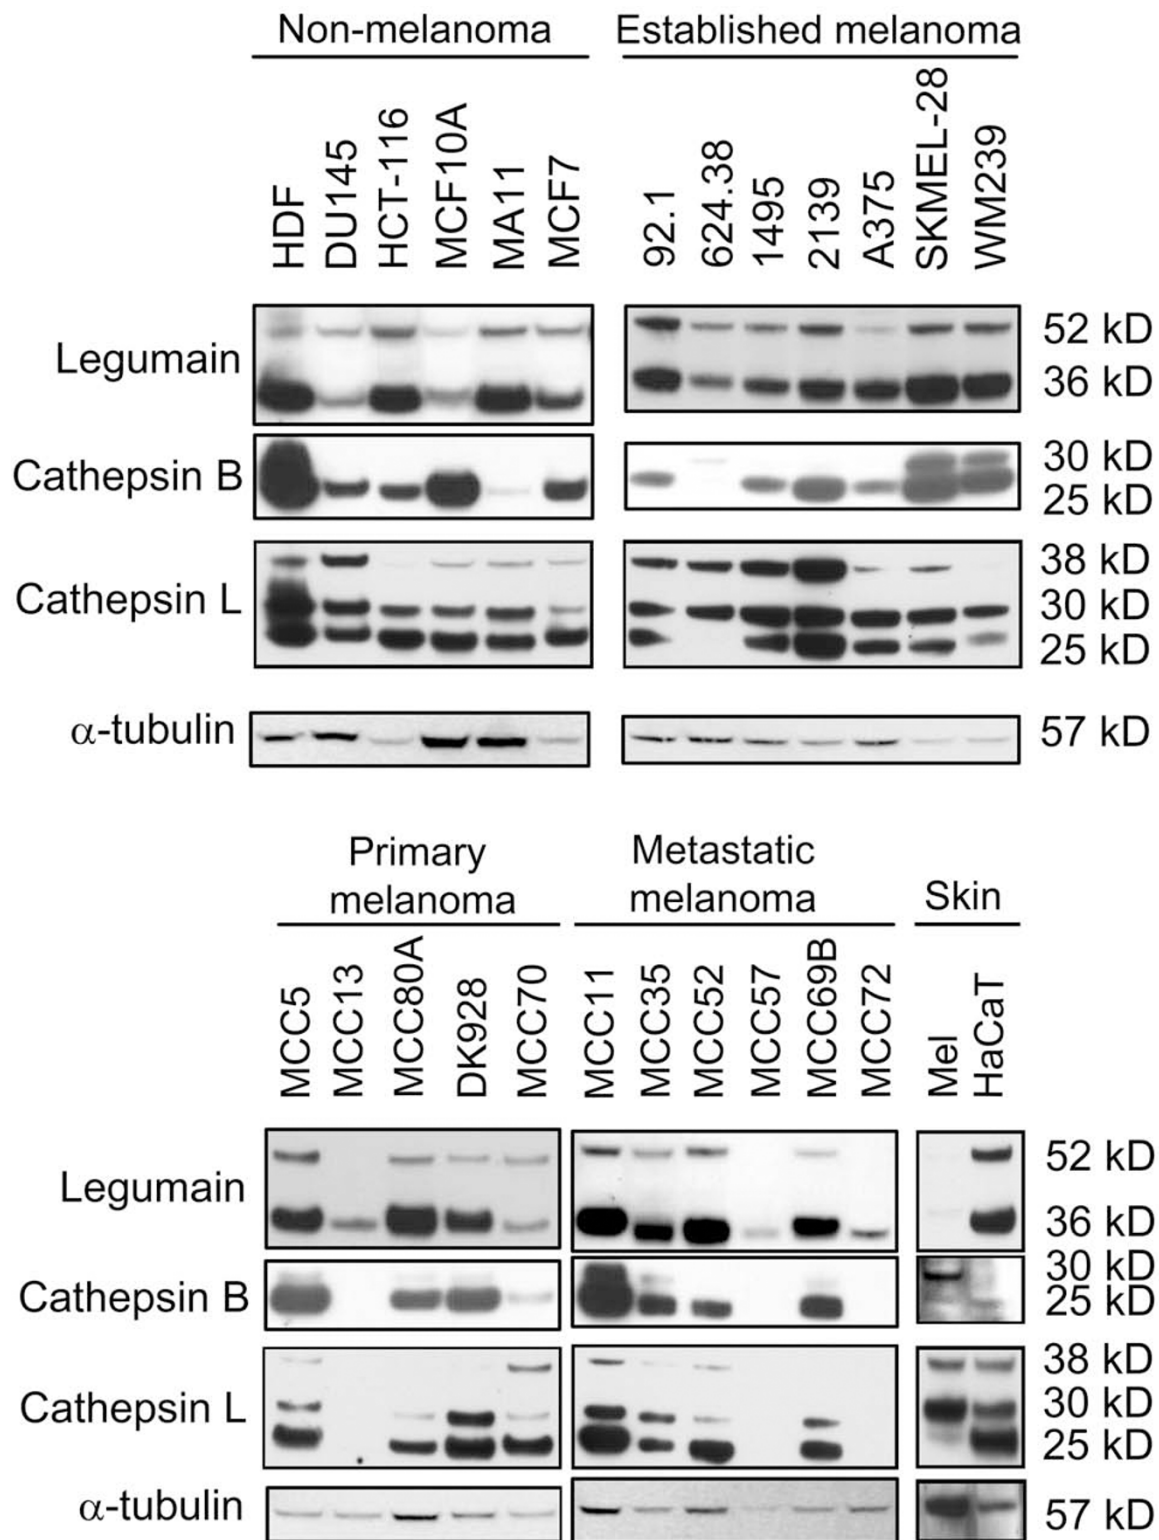 Non-melanoma
Established melanoma
HDF
DU145
HCT-116
MCF10A
MA11
MCF7
92.1
624.38
1495
2139
A375
SKMEL-28
WM239
Legumain
52 kD
36 kD
Cathepsin B
30 kD
25 kD
Cathepsin L
38 kD
30 kD
25 kD
α-tubulin
57 kD
Primary
melanoma
Metastatic
melanoma
Skin
MCC5
MCC13
MCC80A
DK928
MCC70
MCC11
MCC35
MCC52
MCC57
MCC69B
MCC72
Mel
HaCaT
Legumain
52 kD
36 kD
Cathepsin B
30 kD
25 kD
Cathepsin L
38 kD
30 kD
25 kD
α-tubulin
57 kD